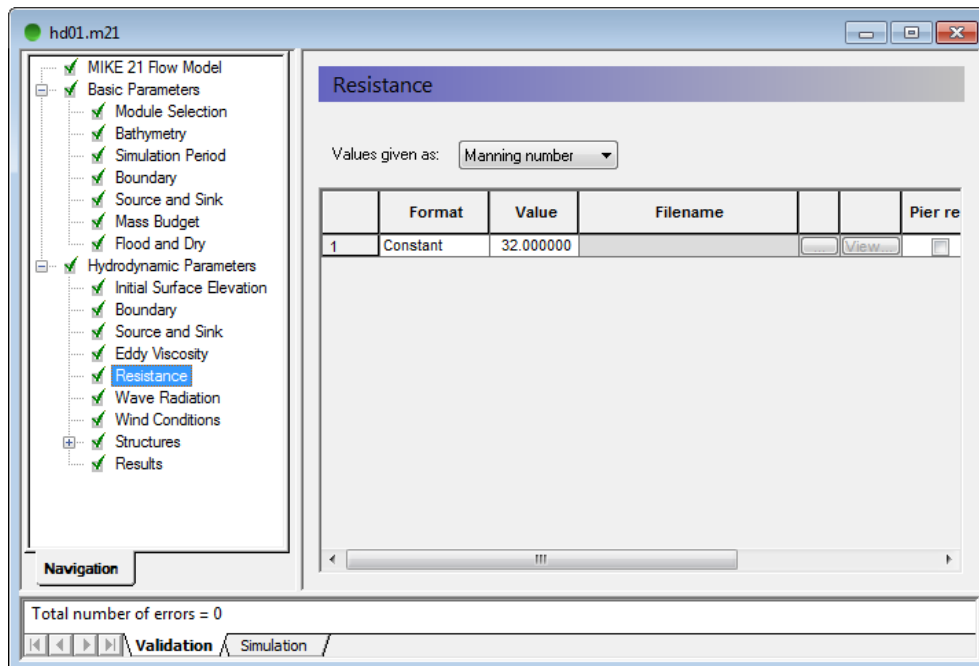 hd01.m21
MIKE 21 Flow Model
Basic Parameters
Module Selection
Bathymetry
Simulation Period
Boundary
Source and Sink
Mass Budget
Flood and Dry
Hydrodynamic Parameters
Initial Surface Elevation
Boundary
Source and Sink
Eddy Viscosity
Resistance
Wave Radiation
Wind Conditions
Structures
Results
Navigation
Resistance
Values given as: Manning number
Format Value Filename Pier re
1 Constant 32.000000 ... View...
Total number of errors = 0
Validation Simulation